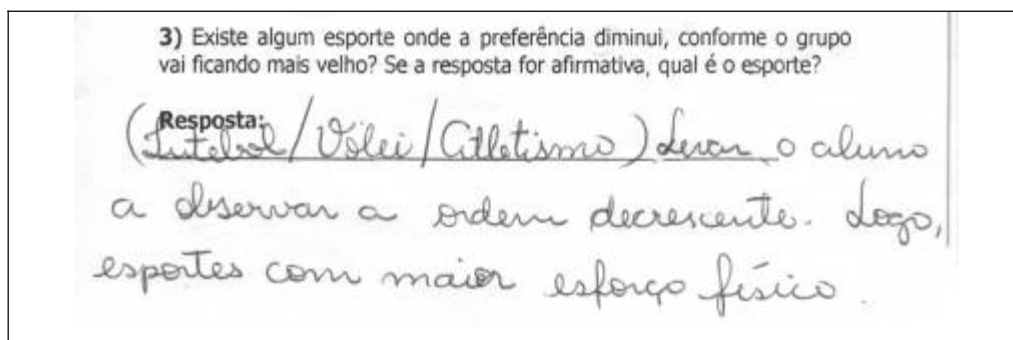 3) Existe algum esporte onde a preferência diminui, conforme o grupo
vai ficando mais velho? Se a resposta for afirmativa, qual é o esporte?
Resposta:
(Futebol/Vôlei/Atletismo) Levar o aluno
a observar a ordem decrescente. Logo,
esportes com maior esforço físico.